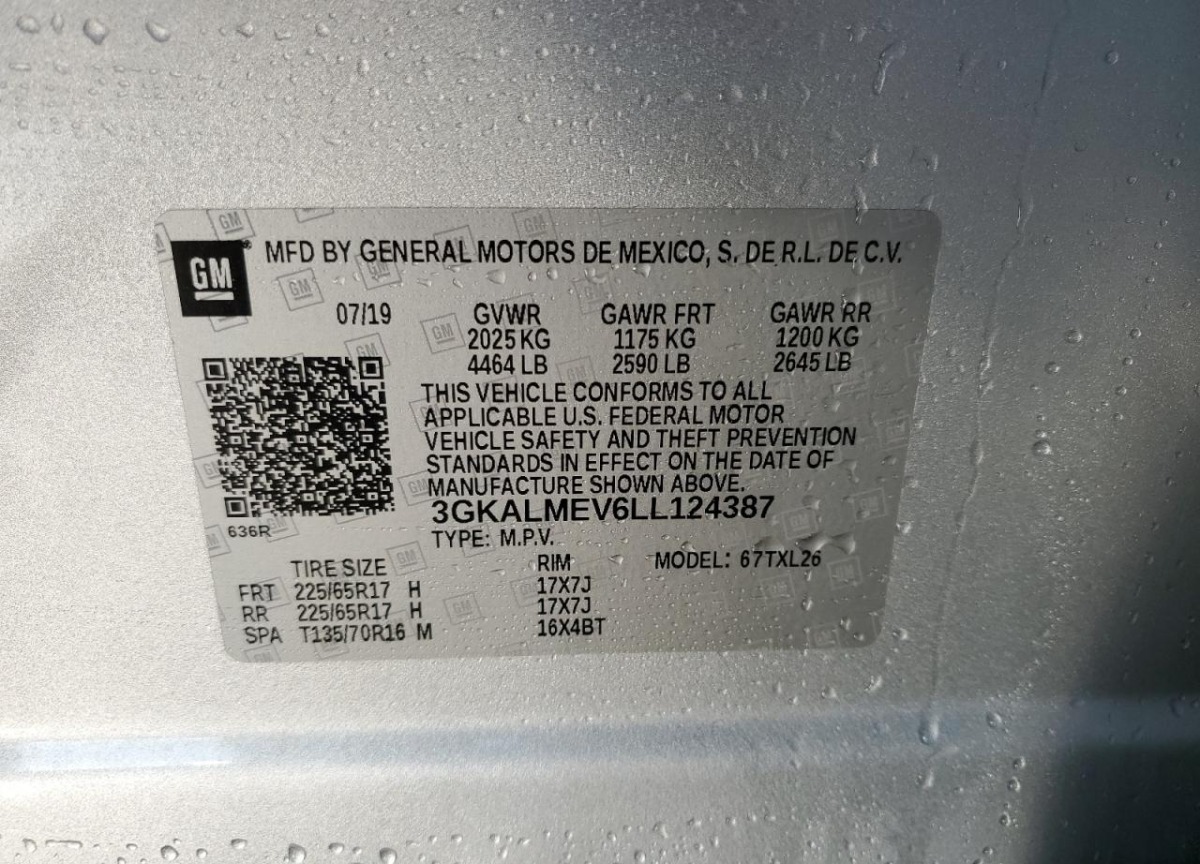 GM
MFD BY GENERAL MOTORS DE MEXICO, S. DE R.L. DE C.V.
07/19 GVWR GAWR FRT GAWR RR
2025 KG 1175 KG 1200 KG
4464 LB 2590 LB 2645 LB
THIS VEHICLE CONFORMS TO ALL
APPLICABLE U.S. FEDERAL MOTOR
VEHICLE SAFETY AND THEFT PREVENTION
STANDARDS IN EFFECT ON THE DATE OF
MANUFACTURE SHOWN ABOVE.
3GKALMEV6LL124387
636R
TYPE: M.P.V.
TIRE SIZE RIM MODEL: 67TXL26
FRT 225/65R17 H 17X7J
RR 225/65R17 H 17X7J
SPA T135/70R16 M 16X4BT